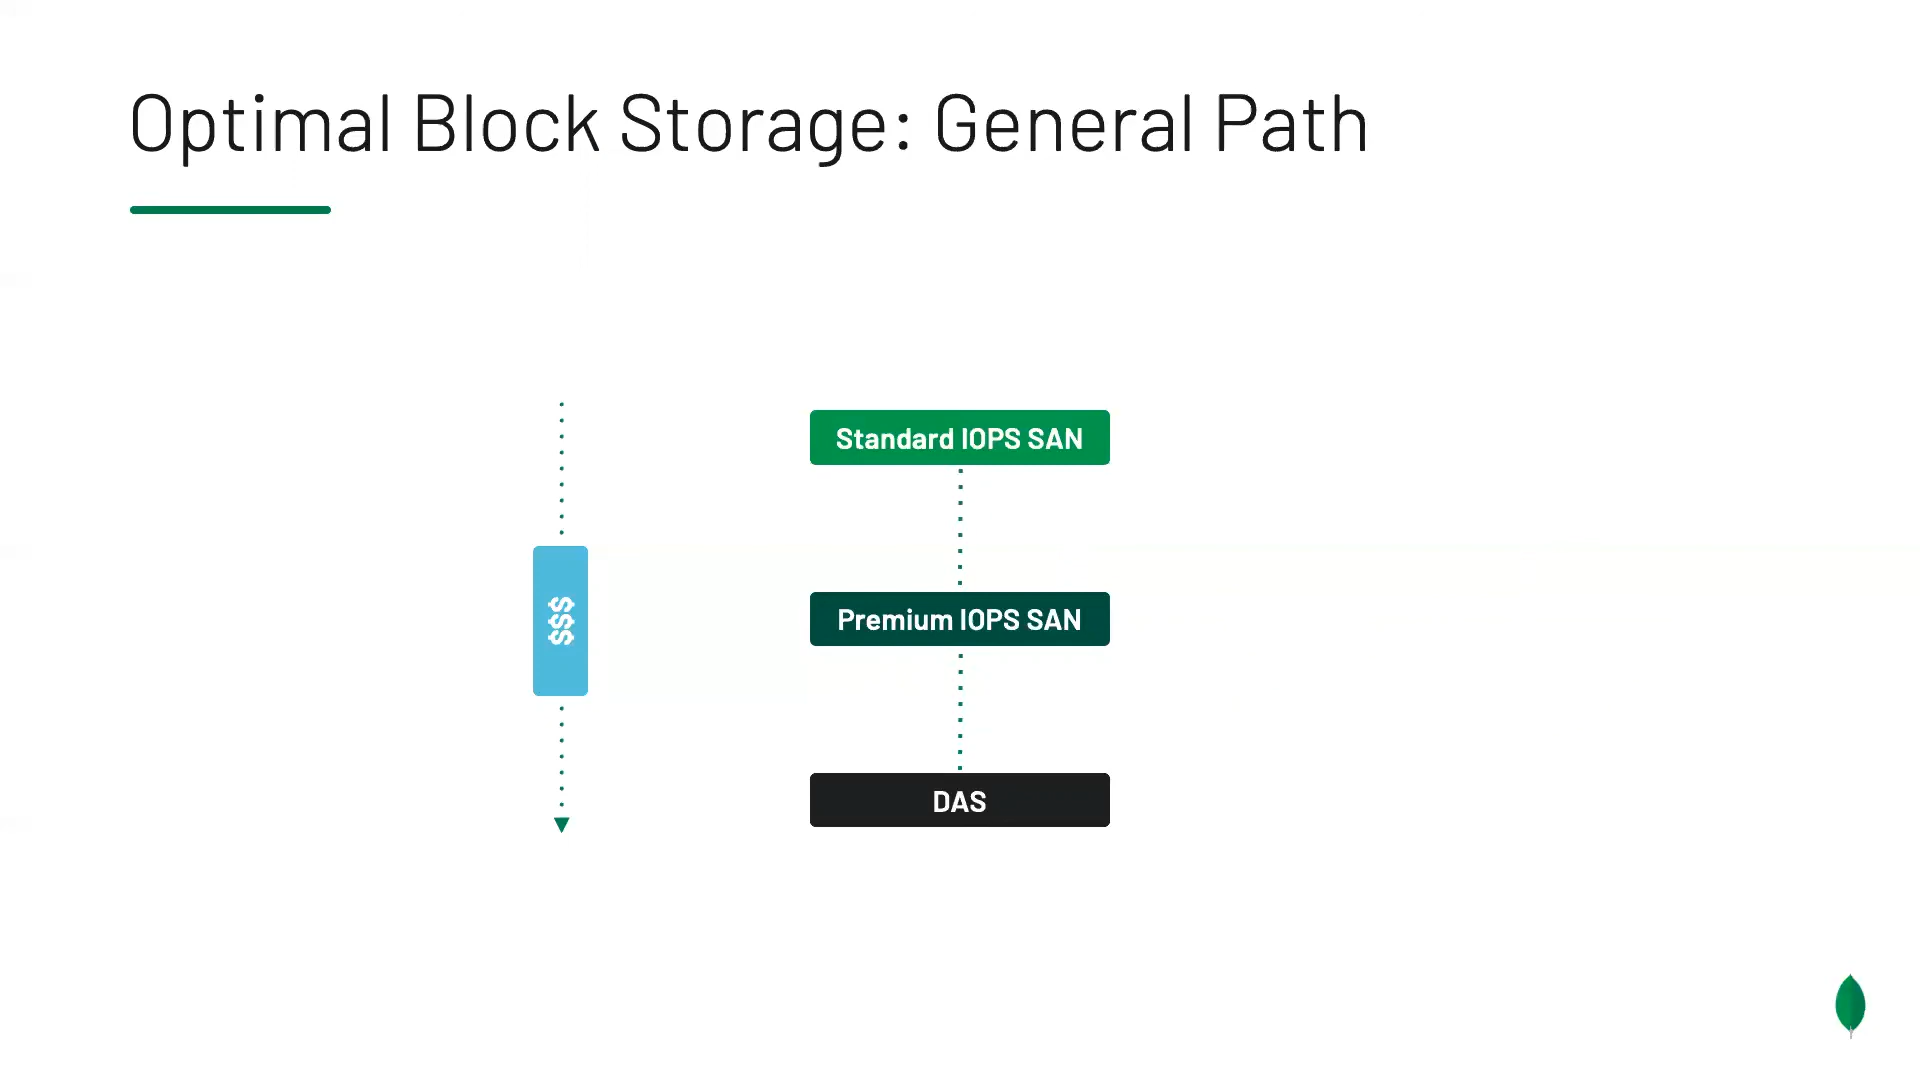 Optimal Block Storage: General Path
Standard IOPS SAN
$$$
Premium IOPS SAN
DAS